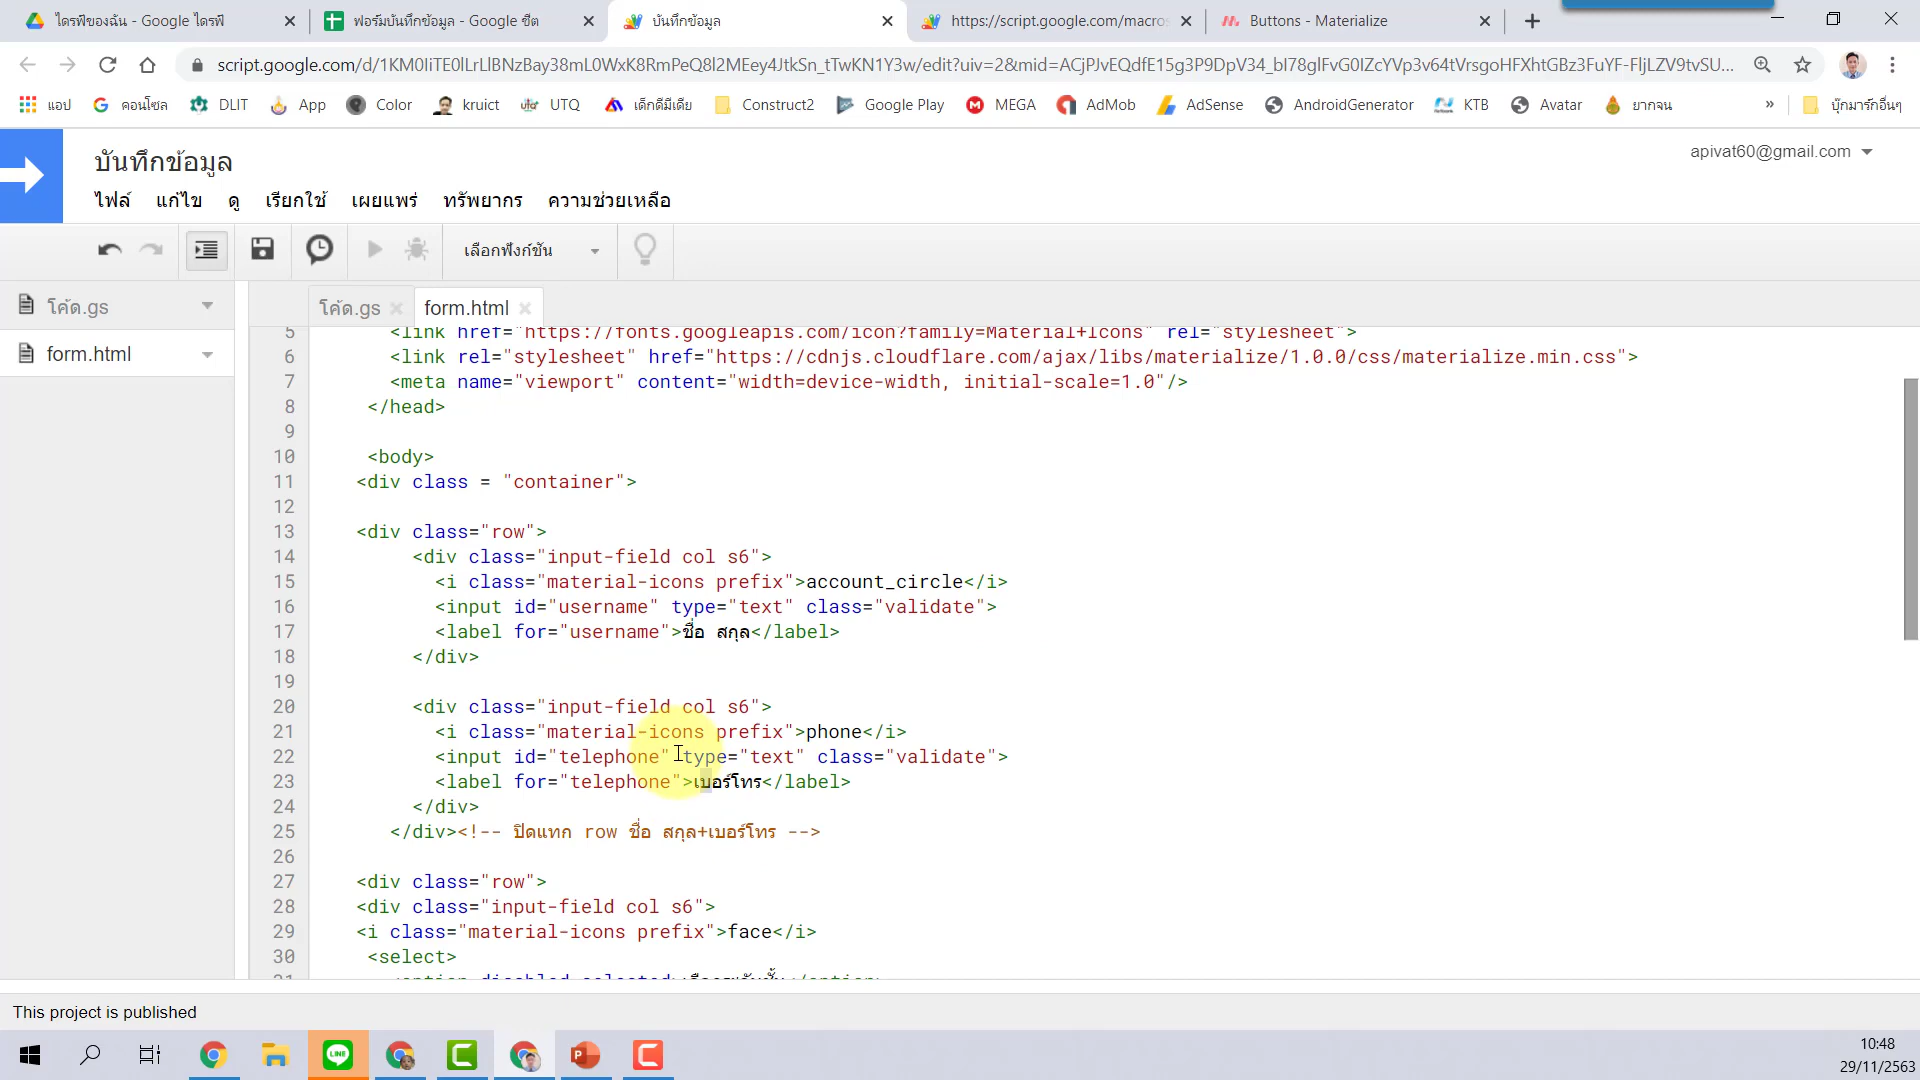 ไดรฟ์ของฉัน - Google ไดรฟ์
ฟอร์มบันทึกข้อมูล - Google ชีต
บันทึกข้อมูล
https://script.google.com/macros
Buttons - Materialize
script.google.com/d/1KM0IiTE0lLrLlBNzBay38mL0WxK8RmPeQ8l2MEey4JtkSn_tTwKN1Y3w/edit?uiv=2&mid=ACjPJvEQdfE15g3P9DpV34_bI78glFvG0IZcYVp3v64tVrsgoHFXhtGBz3FuYF-FljLZV9tvSU...
แอป
คอนโซล
DLIT
App
Color
kruict
UTQ
เด็กดีมีเดีย
Construct2
Google Play
MEGA
AdMob
AdSense
AndroidGenerator
KTB
Avatar
ยากจน
»
บุ๊กมาร์กอื่นๆ
บันทึกข้อมูล
apivat60@gmail.com
ไฟล์ แก้ไข ดู เรียกใช้ เผยแพร่ ทรัพยากร ความช่วยเหลือ
เลือกฟังก์ชัน
โค้ด.gs
form.html
โค้ด.gs
form.html
5 <link href="https://fonts.googleapis.com/icon?family=Material+Icons" rel="stylesheet">
6 <link rel="stylesheet" href="https://cdnjs.cloudflare.com/ajax/libs/materialize/1.0.0/css/materialize.min.css">
7 <meta name="viewport" content="width=device-width, initial-scale=1.0"/>
8 </head>
9
10 <body>
11 <div class = "container">
12
13 <div class="row">
14 <div class="input-field col s6">
15 <i class="material-icons prefix">account_circle</i>
16 <input id="username" type="text" class="validate">
17 <label for="username">ชื่อ สกุล</label>
18 </div>
19
20 <div class="input-field col s6">
21 <i class="material-icons prefix">phone</i>
22 <input id="telephone" type="text" class="validate">
23 <label for="telephone">เบอร์โทร</label>
24 </div>
25 </div><!-- ปิดแทก row ชื่อ สกุล+เบอร์โทร -->
26
27 <div class="row">
28 <div class="input-field col s6">
29 <i class="material-icons prefix">face</i>
30 <select>
This project is published
LINE
10:48
29/11/2563